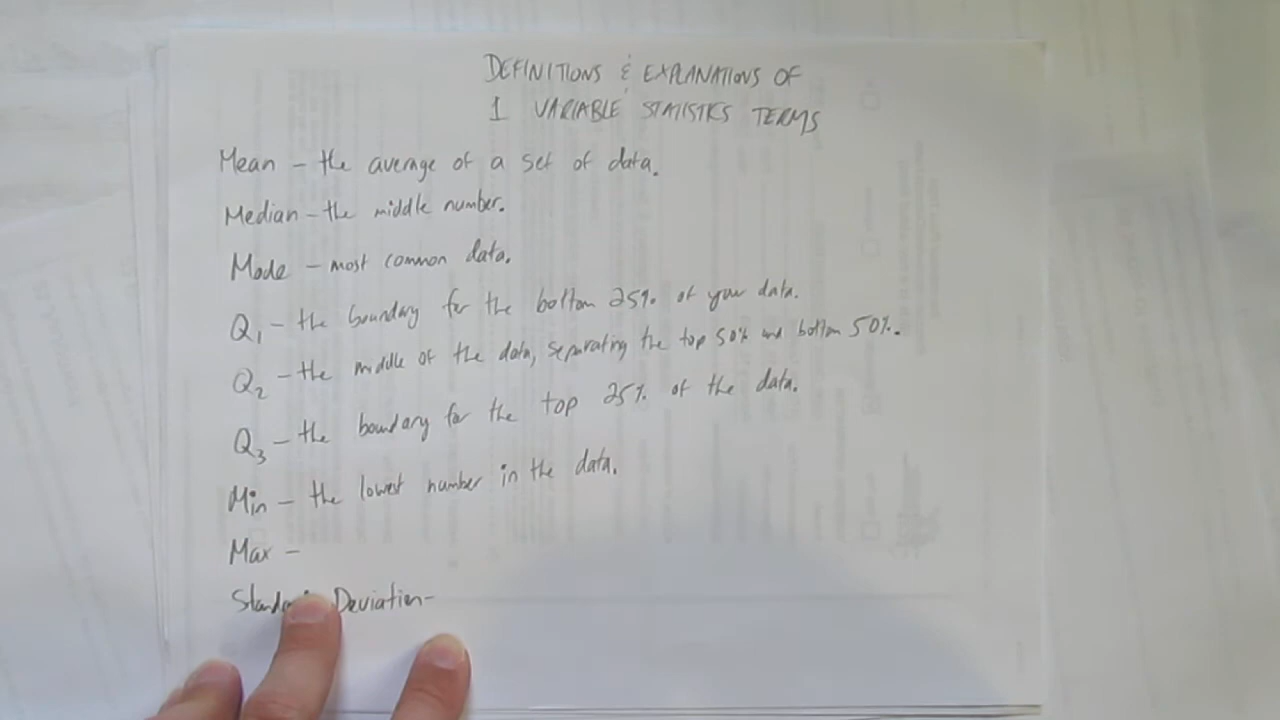 DEFINITIONS & EXPLANATIONS OF
1 VARIABLE STATISTICS TERMS
Mean - the average of a set of data.
Median - the middle number.
Mode - most common data.
Q1 - the boundary for the bottom 25% of your data.
Q2 - the middle of the data, separating the top 50% and bottom 50%.
Q3 - the boundary for the top 25% of the data.
Min - the lowest number in the data.
Max -
Deviation-